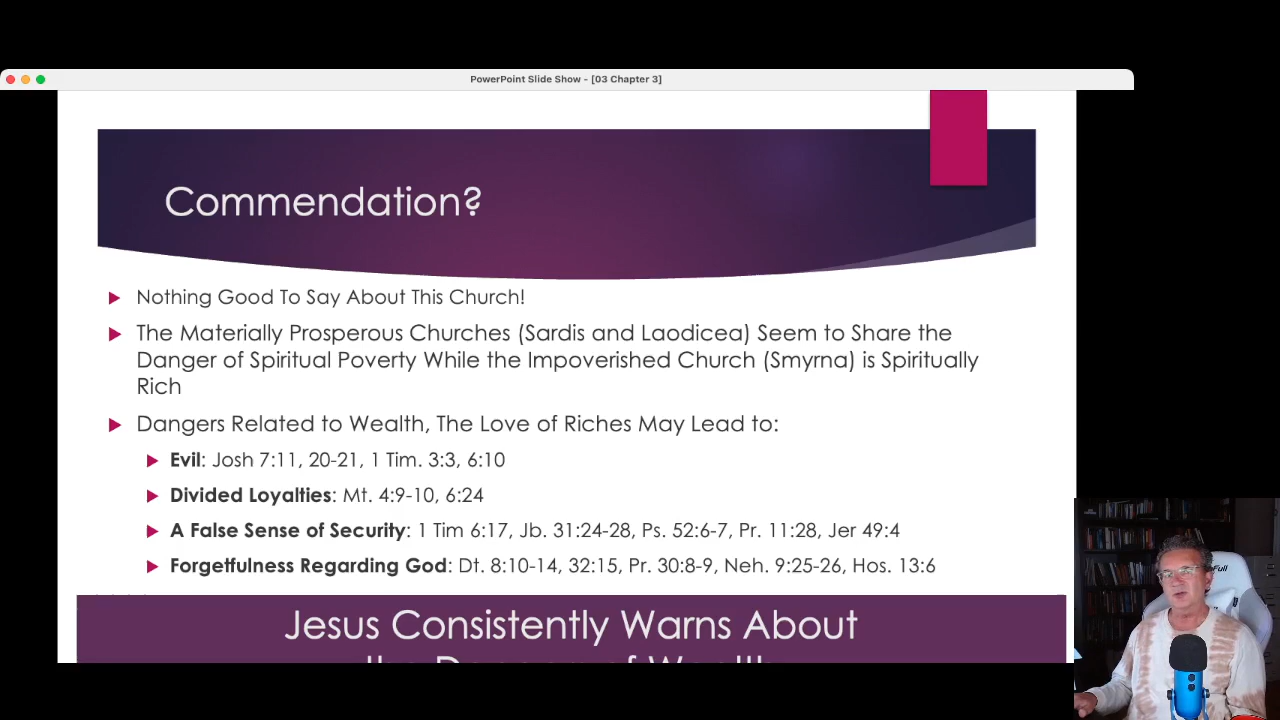 PowerPoint Slide Show - [03 Chapter 3]
Commendation?
Nothing Good To Say About This Church!
The Materially Prosperous Churches (Sardis and Laodicea) Seem to Share the
Danger of Spiritual Poverty While the Impoverished Church (Smyrna) is Spiritually
Rich
Dangers Related to Wealth, The Love of Riches May Lead to:
Evil: Josh 7:11, 20-21, 1 Tim. 3:3, 6:10
Divided Loyalties: Mt. 4:9-10, 6:24
A False Sense of Security: 1 Tim 6:17, Jb. 31:24-28, Ps. 52:6-7, Pr. 11:28, Jer 49:4
Forgetfulness Regarding God: Dt. 8:10-14, 32:15, Pr. 30:8-9, Neh. 9:25-26, Hos. 13:6
Jesus Consistently Warns About
the Danger of Wealth